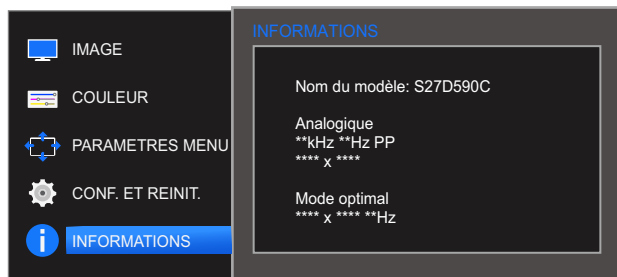 IMAGE
COULEUR
PARAMETRES MENU
CONF. ET REINIT.
INFORMATIONS
INFORMATIONS
Nom du modèle: S27D590C
Analogique
**kHz **Hz PP
**** x ****
Mode optimal
**** x **** **Hz